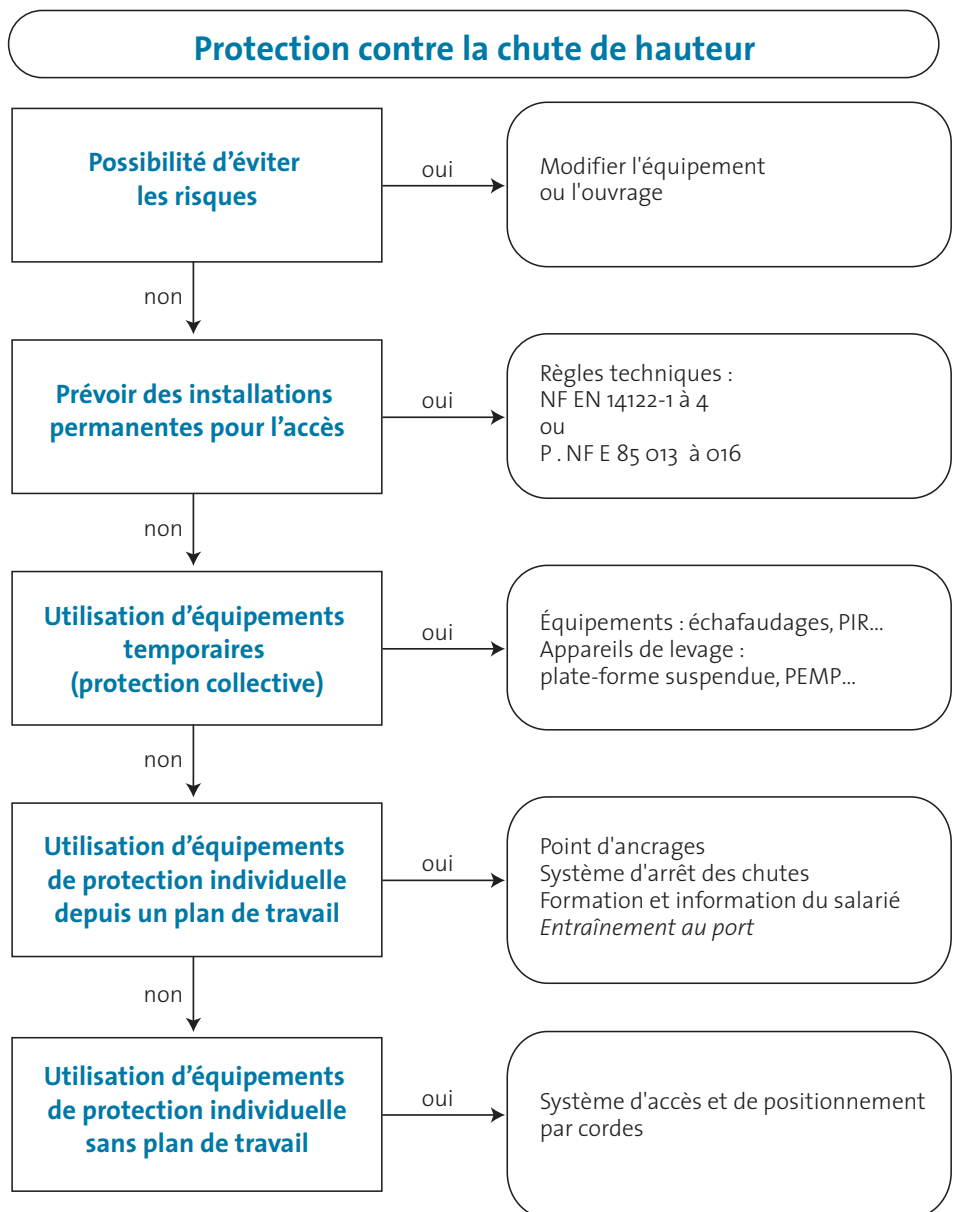 Protection contre la chute de hauteur
Possibilité d'éviter
les risques
oui
Modifier l'équipement
ou l'ouvrage
non
Prévoir des installations
permanentes pour l'accès
oui
Règles techniques :
NF EN 14122-1 à 4
ou
P . NF E 85 013 à 016
non
Utilisation d'équipements
temporaires
(protection collective)
oui
Équipements : échafaudages, PIR...
Appareils de levage :
plate-forme suspendue, PEMP...
non
Utilisation d'équipements
de protection individuelle
depuis un plan de travail
oui
Point d'ancrages
Système d'arrêt des chutes
Formation et information du salarié
Entraînement au port
non
Utilisation d'équipements
de protection individuelle
sans plan de travail
oui
Système d'accès et de positionnement
par cordes